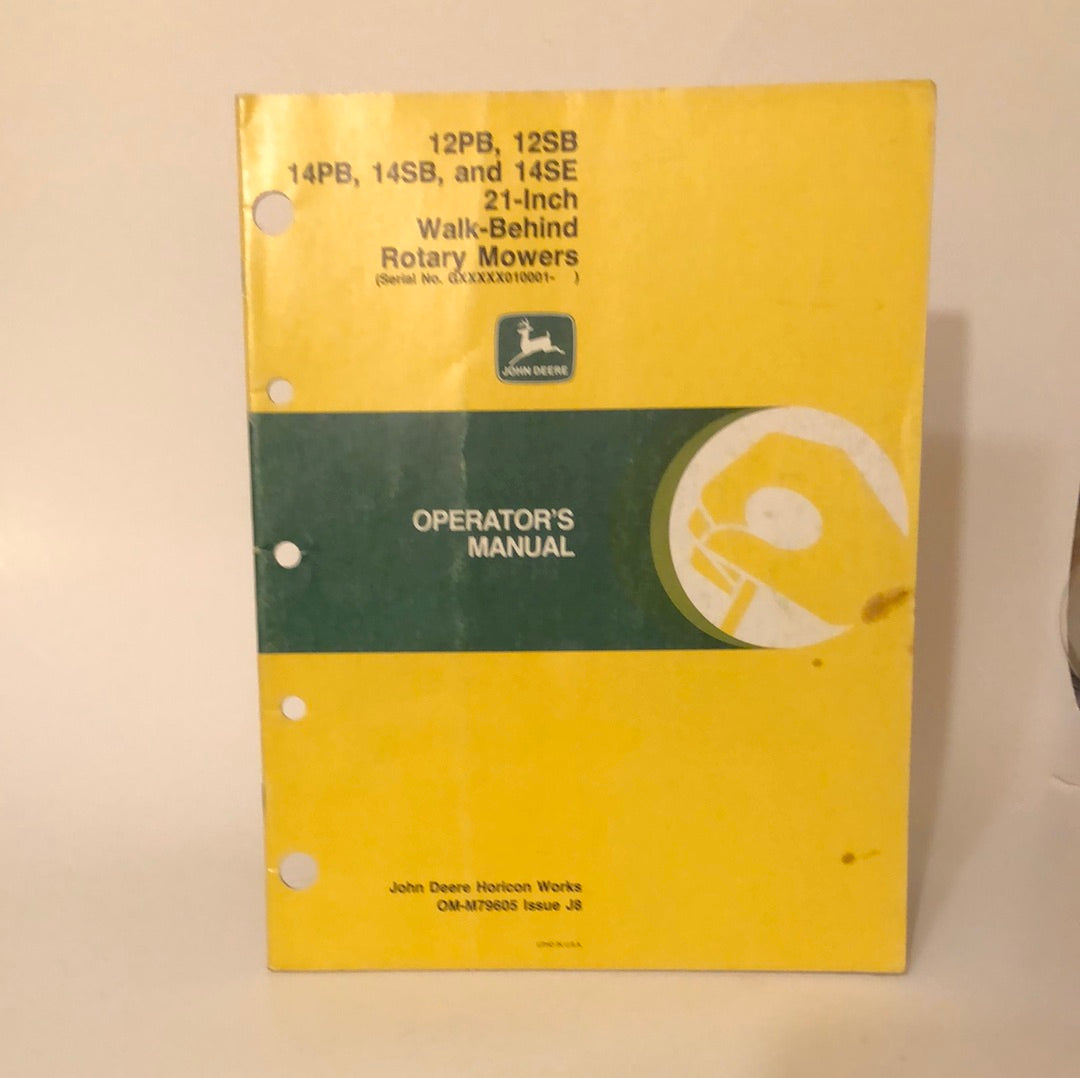 12PB, 12SB
14PB, 14SB, and 14SE
21-Inch
Walk-Behind
Rotary Mowers
(Serial No. GXXXXX010001-    )
JOHN DEERE
OPERATOR'S
MANUAL
John Deere Horicon Works
OM-M79605 Issue J8
U.S.A.